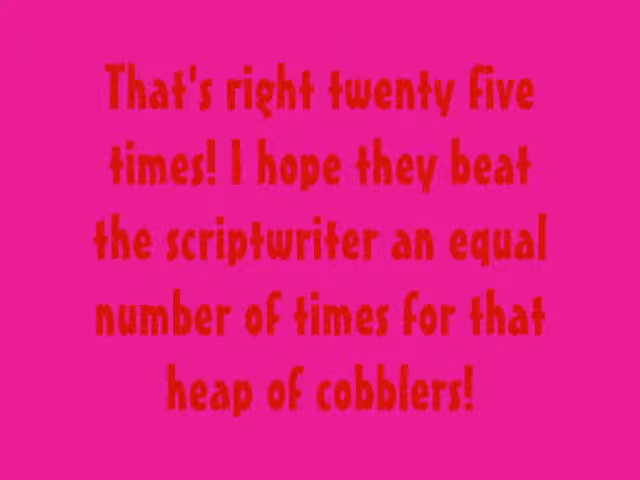 That's right twenty five
times! I hope they beat
the scriptwriter an equal
number of times for that
heap of cobblers!